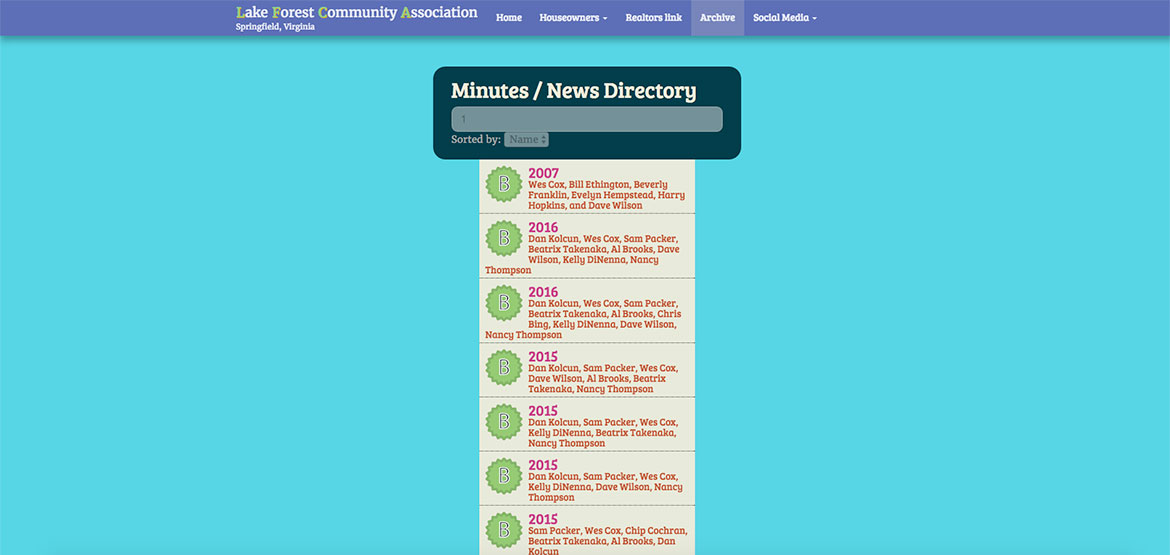 Lake Forest Community Association
Springfield, Virginia
Home
Houseowners
Realtors link
Archive
Social Media
Minutes / News Directory
1
Sorted by: Name
B
2007
Wes Cox, Bill Ethington, Beverly
Franklin, Evelyn Hempstead, Harry
Hopkins, and Dave Wilson
B
2016
Dan Kolcun, Wes Cox, Sam Packer,
Beatrix Takenaka, Al Brooks, Dave
Wilson, Kelly DiNenna, Nancy
Thompson
B
2016
Dan Kolcun, Wes Cox, Sam Packer,
Beatrix Takenaka, Al Brooks, Chris
Bing, Kelly DiNenna, Dave Wilson,
Nancy Thompson
B
2015
Dan Kolcun, Sam Packer, Wes Cox,
Dave Wilson, Al Brooks, Beatrix
Takenaka, Nancy Thompson
B
2015
Dan Kolcun, Sam Packer, Wes Cox,
Kelly DiNenna, Beatrix Takenaka,
Nancy Thompson
B
2015
Dan Kolcun, Sam Packer, Wes Cox,
Kelly DiNenna, Dave Wilson, Nancy
Thompson
B
2015
Sam Packer, Wes Cox, Chip Cochran,
Beatrix Takenaka, Al Brooks, Dan
Kolcun